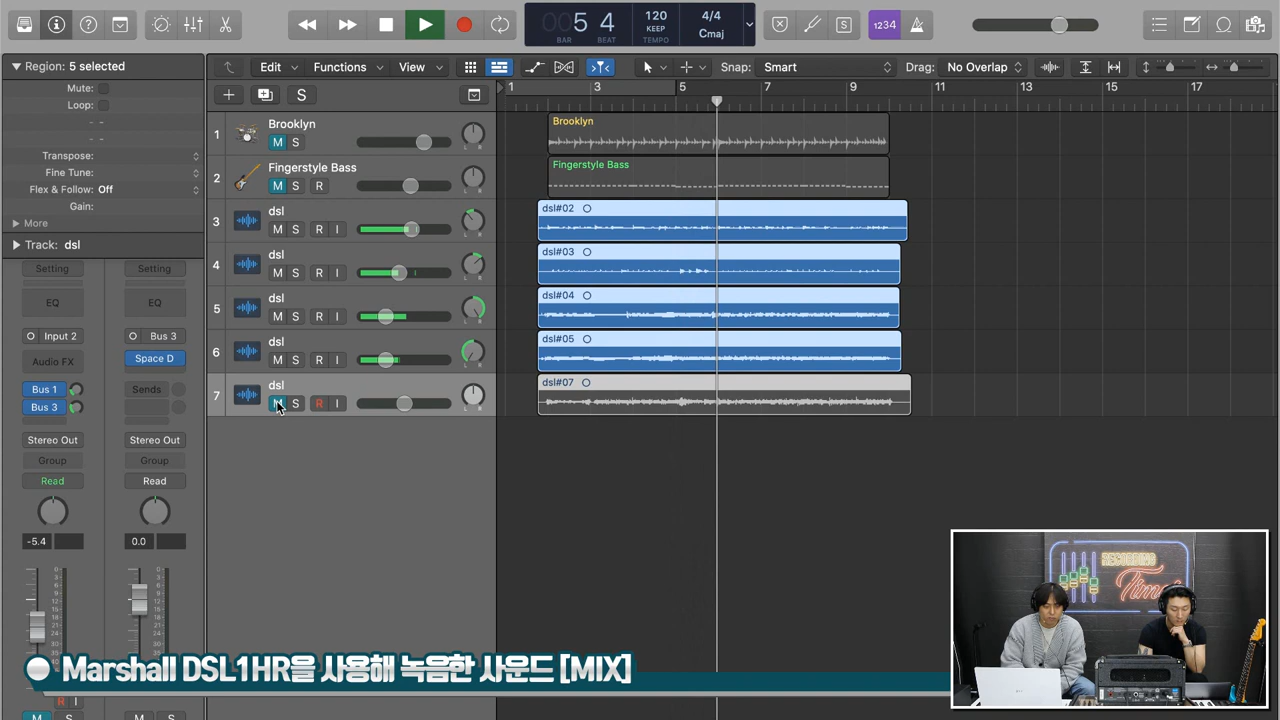 5 4
BAR BEAT
120
TEMPO
4/4
Cmaj
1234
S
Region: 5 selected
Mute:
Loop:
Transpose:
Fine Tune:
Flex & Follow: Off
Gain:
More
Track: dsl
Setting Setting
EQ EQ
Input 2 Bus 3
Audio FX Space D
Bus 1 Sends
Bus 3
Stereo Out Stereo Out
Group Group
Read Read
-5.4 0.0
R I
M S M S
Edit Functions View Snap: Smart Drag: No Overlap
S
1 3 5 7 9 11 13 15 17
1 Brooklyn
M S
Brooklyn
2 Fingerstyle Bass
M S R
Fingerstyle Bass
3 dsl
M S R I
dsl#02
4 dsl
M S R I
dsl#03
5 dsl
M S R I
dsl#04
6 dsl
M S R I
dsl#05
7 dsl
M S R I
dsl#07
RECORDING
Time
Marshall DSL1HR을 사용해 녹음한 사운드 [MIX]